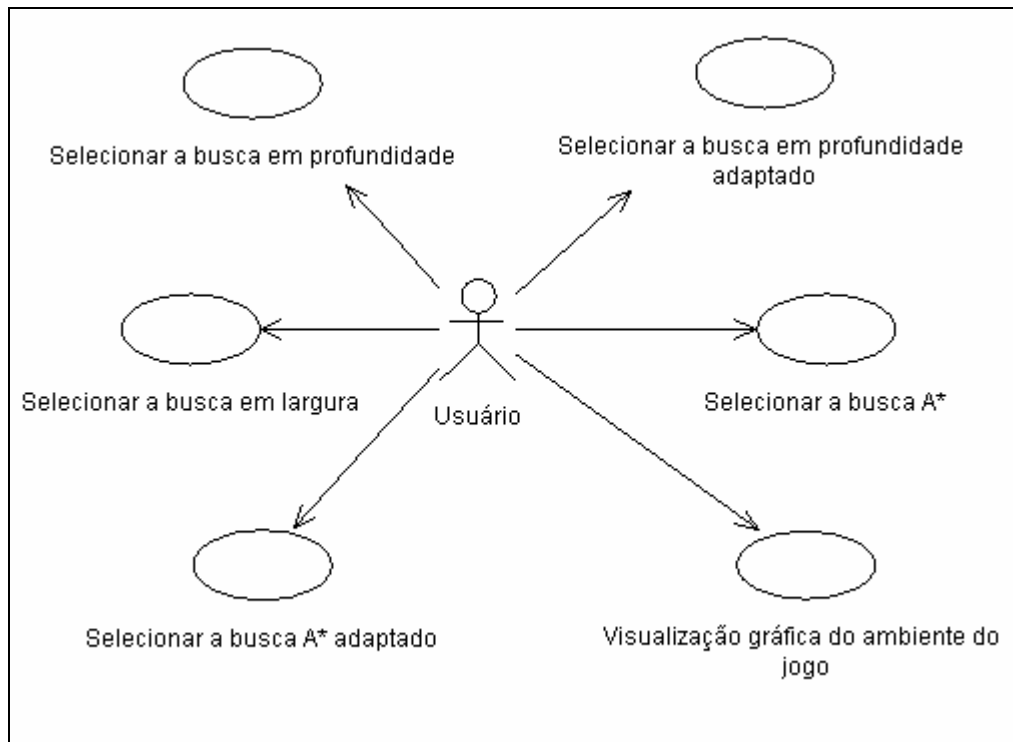 Selecionar a busca em profundidade
Selecionar a busca em profundidade
adaptado
Selecionar a busca em largura
Usuário
Selecionar a busca A*
Selecionar a busca A* adaptado
Visualização gráfica do ambiente do
jogo